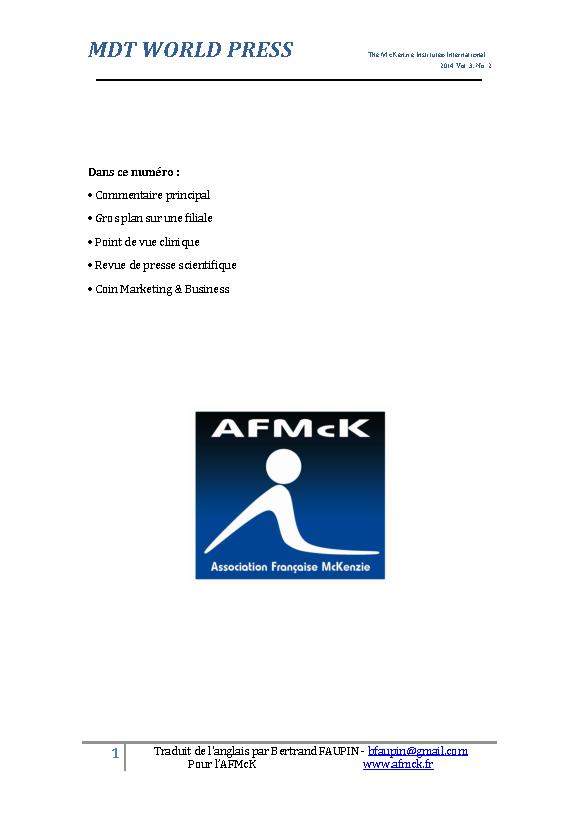 MDT WORLD PRESS
The McKenzie Institute International
2014 Vol. 3, No. 2
Dans ce numéro :
• Commentaire principal
• Gros plan sur une filiale
• Point de vue clinique
• Revue de presse scientifique
• Coin Marketing & Business
AFMcK
Association Française McKenzie
1
Traduit de l'anglais par Bertrand FAUPIN - bfaupin@gmail.com
Pour l'AFMcK www.afmck.fr